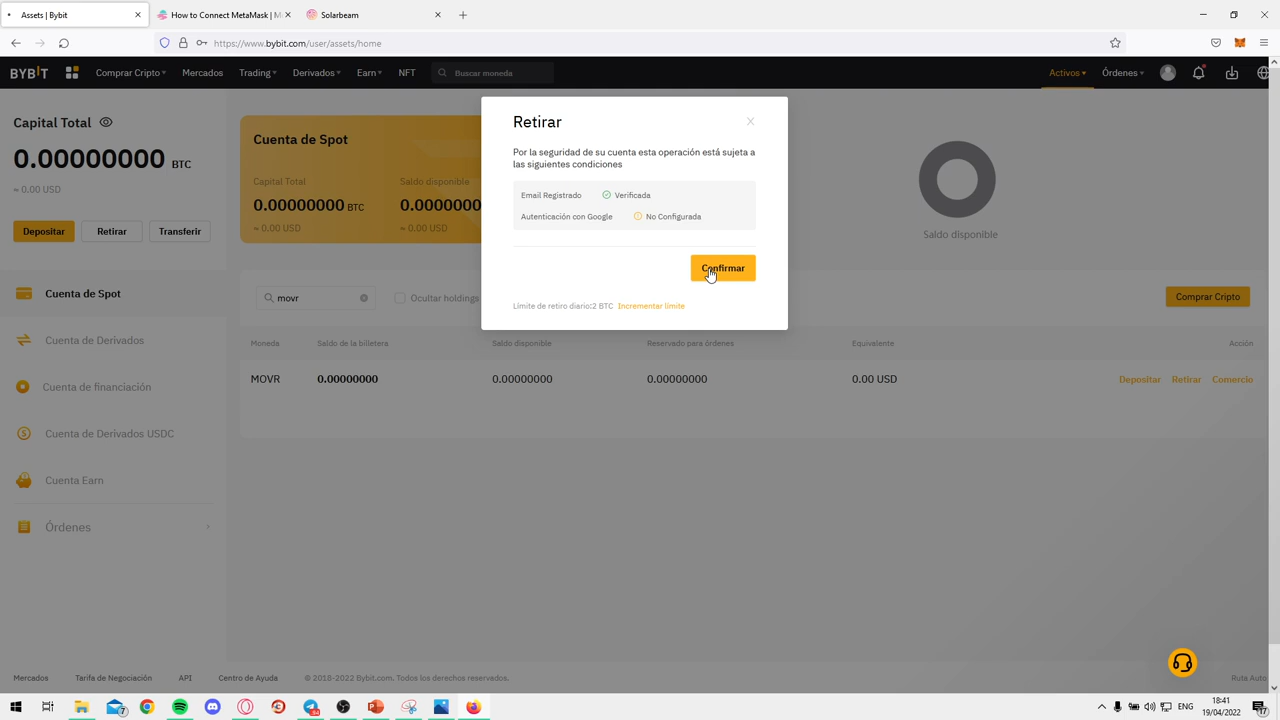 Assets | Bybit
How to Connect MetaMask | M
Solarbeam
https://www.bybit.com/user/assets/home
BYBIT
Comprar Cripto
Mercados
Trading
Derivados
Earn
NFT
Buscar moneda
Activos
Órdenes
Capital Total
0.00000000 BTC
≈ 0.00 USD
Depositar
Retirar
Transferir
Cuenta de Spot
Cuenta de Derivados
Cuenta de financiación
Cuenta de Derivados USDC
Cuenta Earn
Órdenes
Cuenta de Spot
Capital Total
Saldo disponible
0.00000000 BTC
0.0000000
≈ 0.00 USD
≈ 0.00 USD
Saldo disponible
Retirar
Por la seguridad de su cuenta esta operación está sujeta a
las siguientes condiciones
Email Registrado
Verificada
Autenticación con Google
No Configurada
Confirmar
Límite de retiro diario:2 BTC Incrementar límite
movr
Ocultar holdings
Comprar Cripto
Moneda
Saldo de la billetera
Saldo disponible
Reservado para órdenes
Equivalente
Acción
MOVR
0.00000000
0.00000000
0.00000000
0.00 USD
Depositar
Retirar
Comercio
Mercados
Tarifa de Negociación
API
Centro de Ayuda
© 2018-2022 Bybit.com. Todos los derechos reservados.
Ruta Auto
7
ENG
18:41
19/04/2022
17